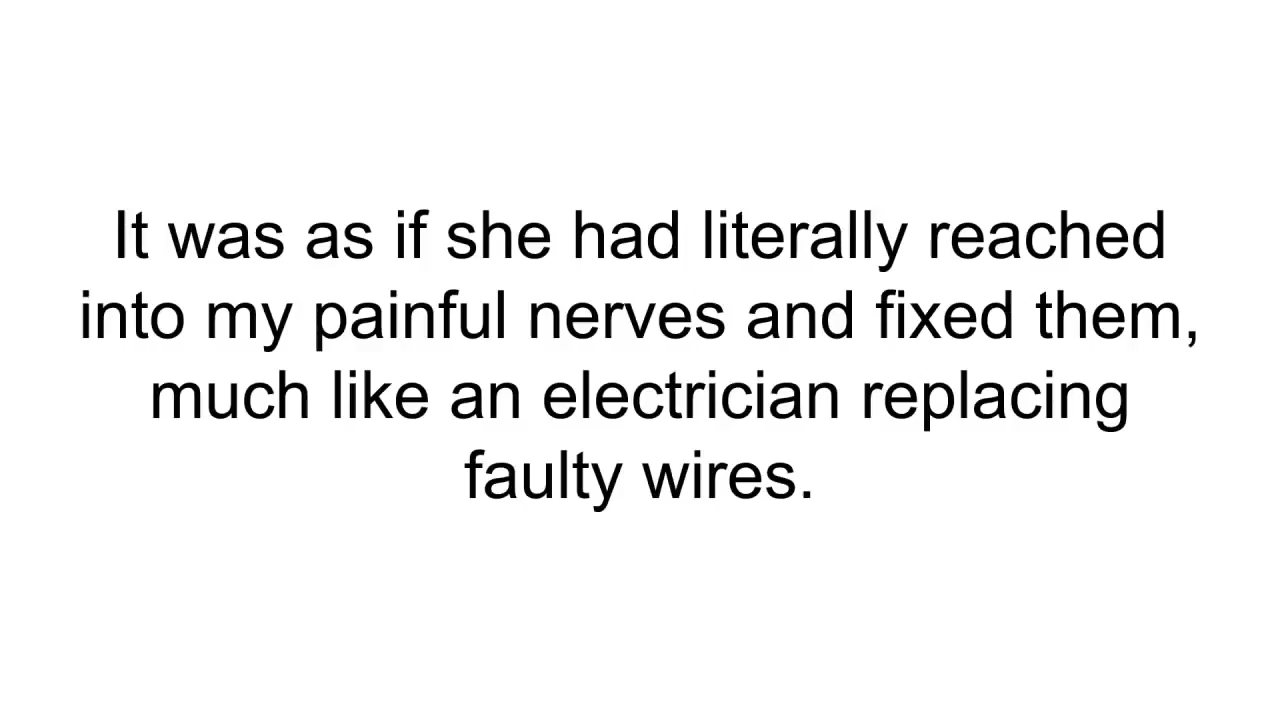 It was as if she had literally reached
into my painful nerves and fixed them,
much like an electrician replacing
faulty wires.